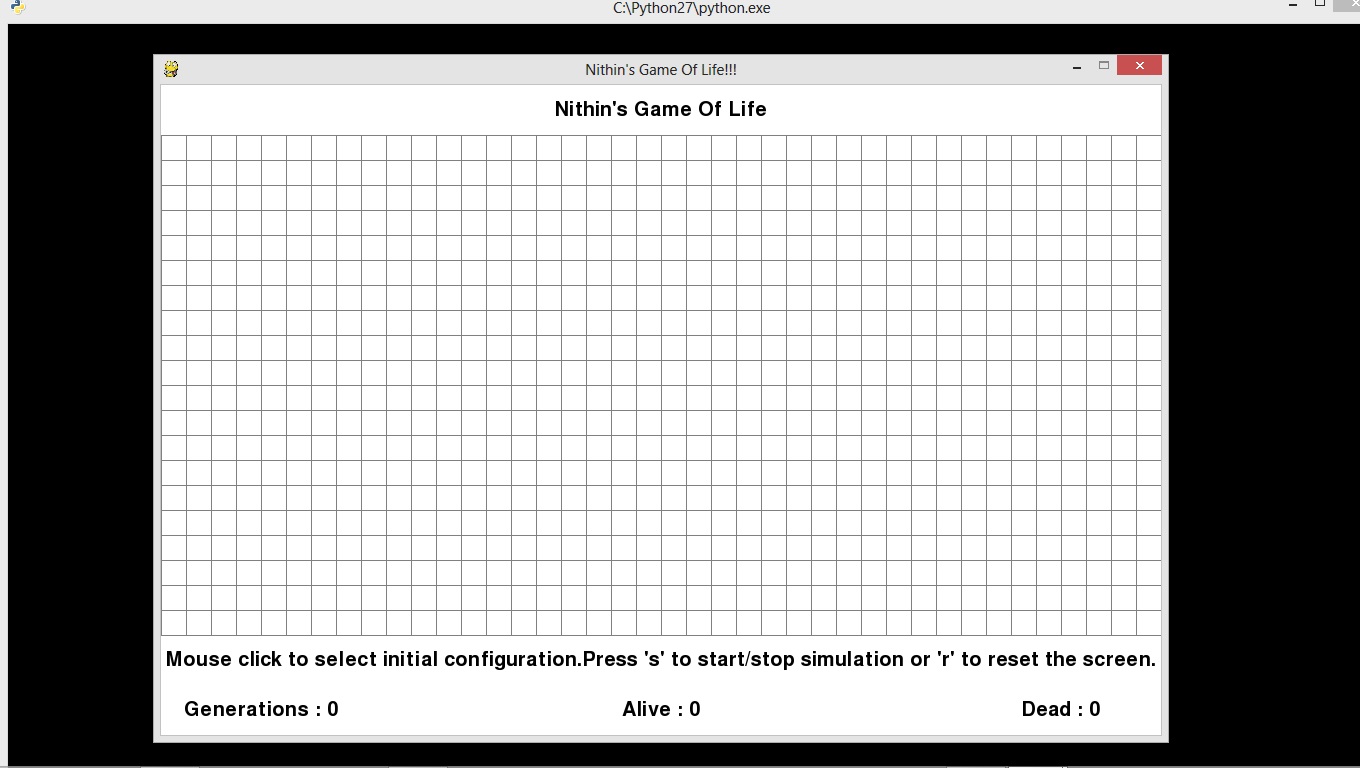 C:\Python27\python.exe
Nithin's Game Of Life!!!
Nithin's Game Of Life
Mouse click to select initial configuration.Press 's' to start/stop simulation or 'r' to reset the screen.
Generations : 0 Alive : 0 Dead : 0